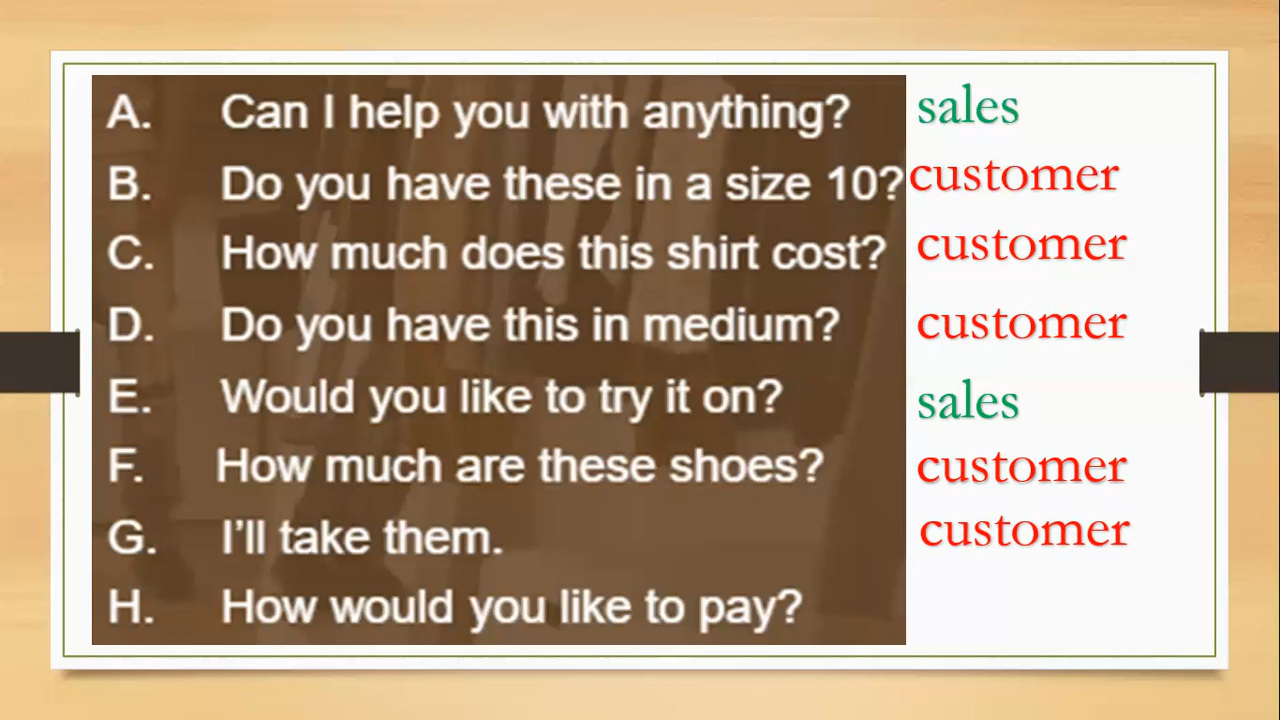 A. Can I help you with anything? sales
B. Do you have these in a size 10? customer
C. How much does this shirt cost? customer
D. Do you have this in medium? customer
E. Would you like to try it on? sales
F. How much are these shoes? customer
G. I'll take them. customer
H. How would you like to pay?